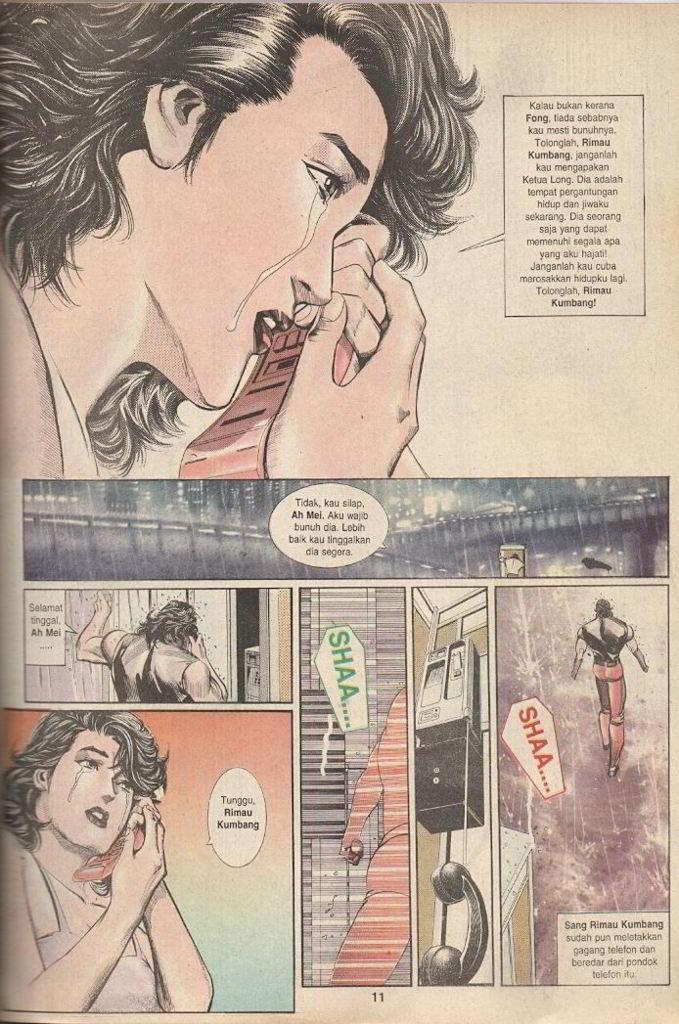 Kalau bukan kerana
Fong, tiada sebabnya
kau mesti bunuhnya.
Tolonglah, Rimau
Kumbang, janganlah
kau mengapakan
Ketua Long. Dia adalah
tempat pergantungan
hidup dan jiwaku
sekarang. Dia seorang
saja yang dapat
memenuhi segala apa
yang aku hajati!
Janganlah kau cuba
merosakkan hidupku lagi.
Tolonglah, Rimau
Kumbang!
Tidak, kau silap,
Ah Mei. Aku wajib
bunuh dia. Lebih
baik kau tinggalkan
dia segera.
Selamat
tinggal,
Ah Mei
.....
SHAA....
SHAA....
Tunggu,
Rimau
Kumbang
Sang Rimau Kumbang
sudah pun meletakkan
gagang telefon dan
beredar dari pondok
telefon itu.
11